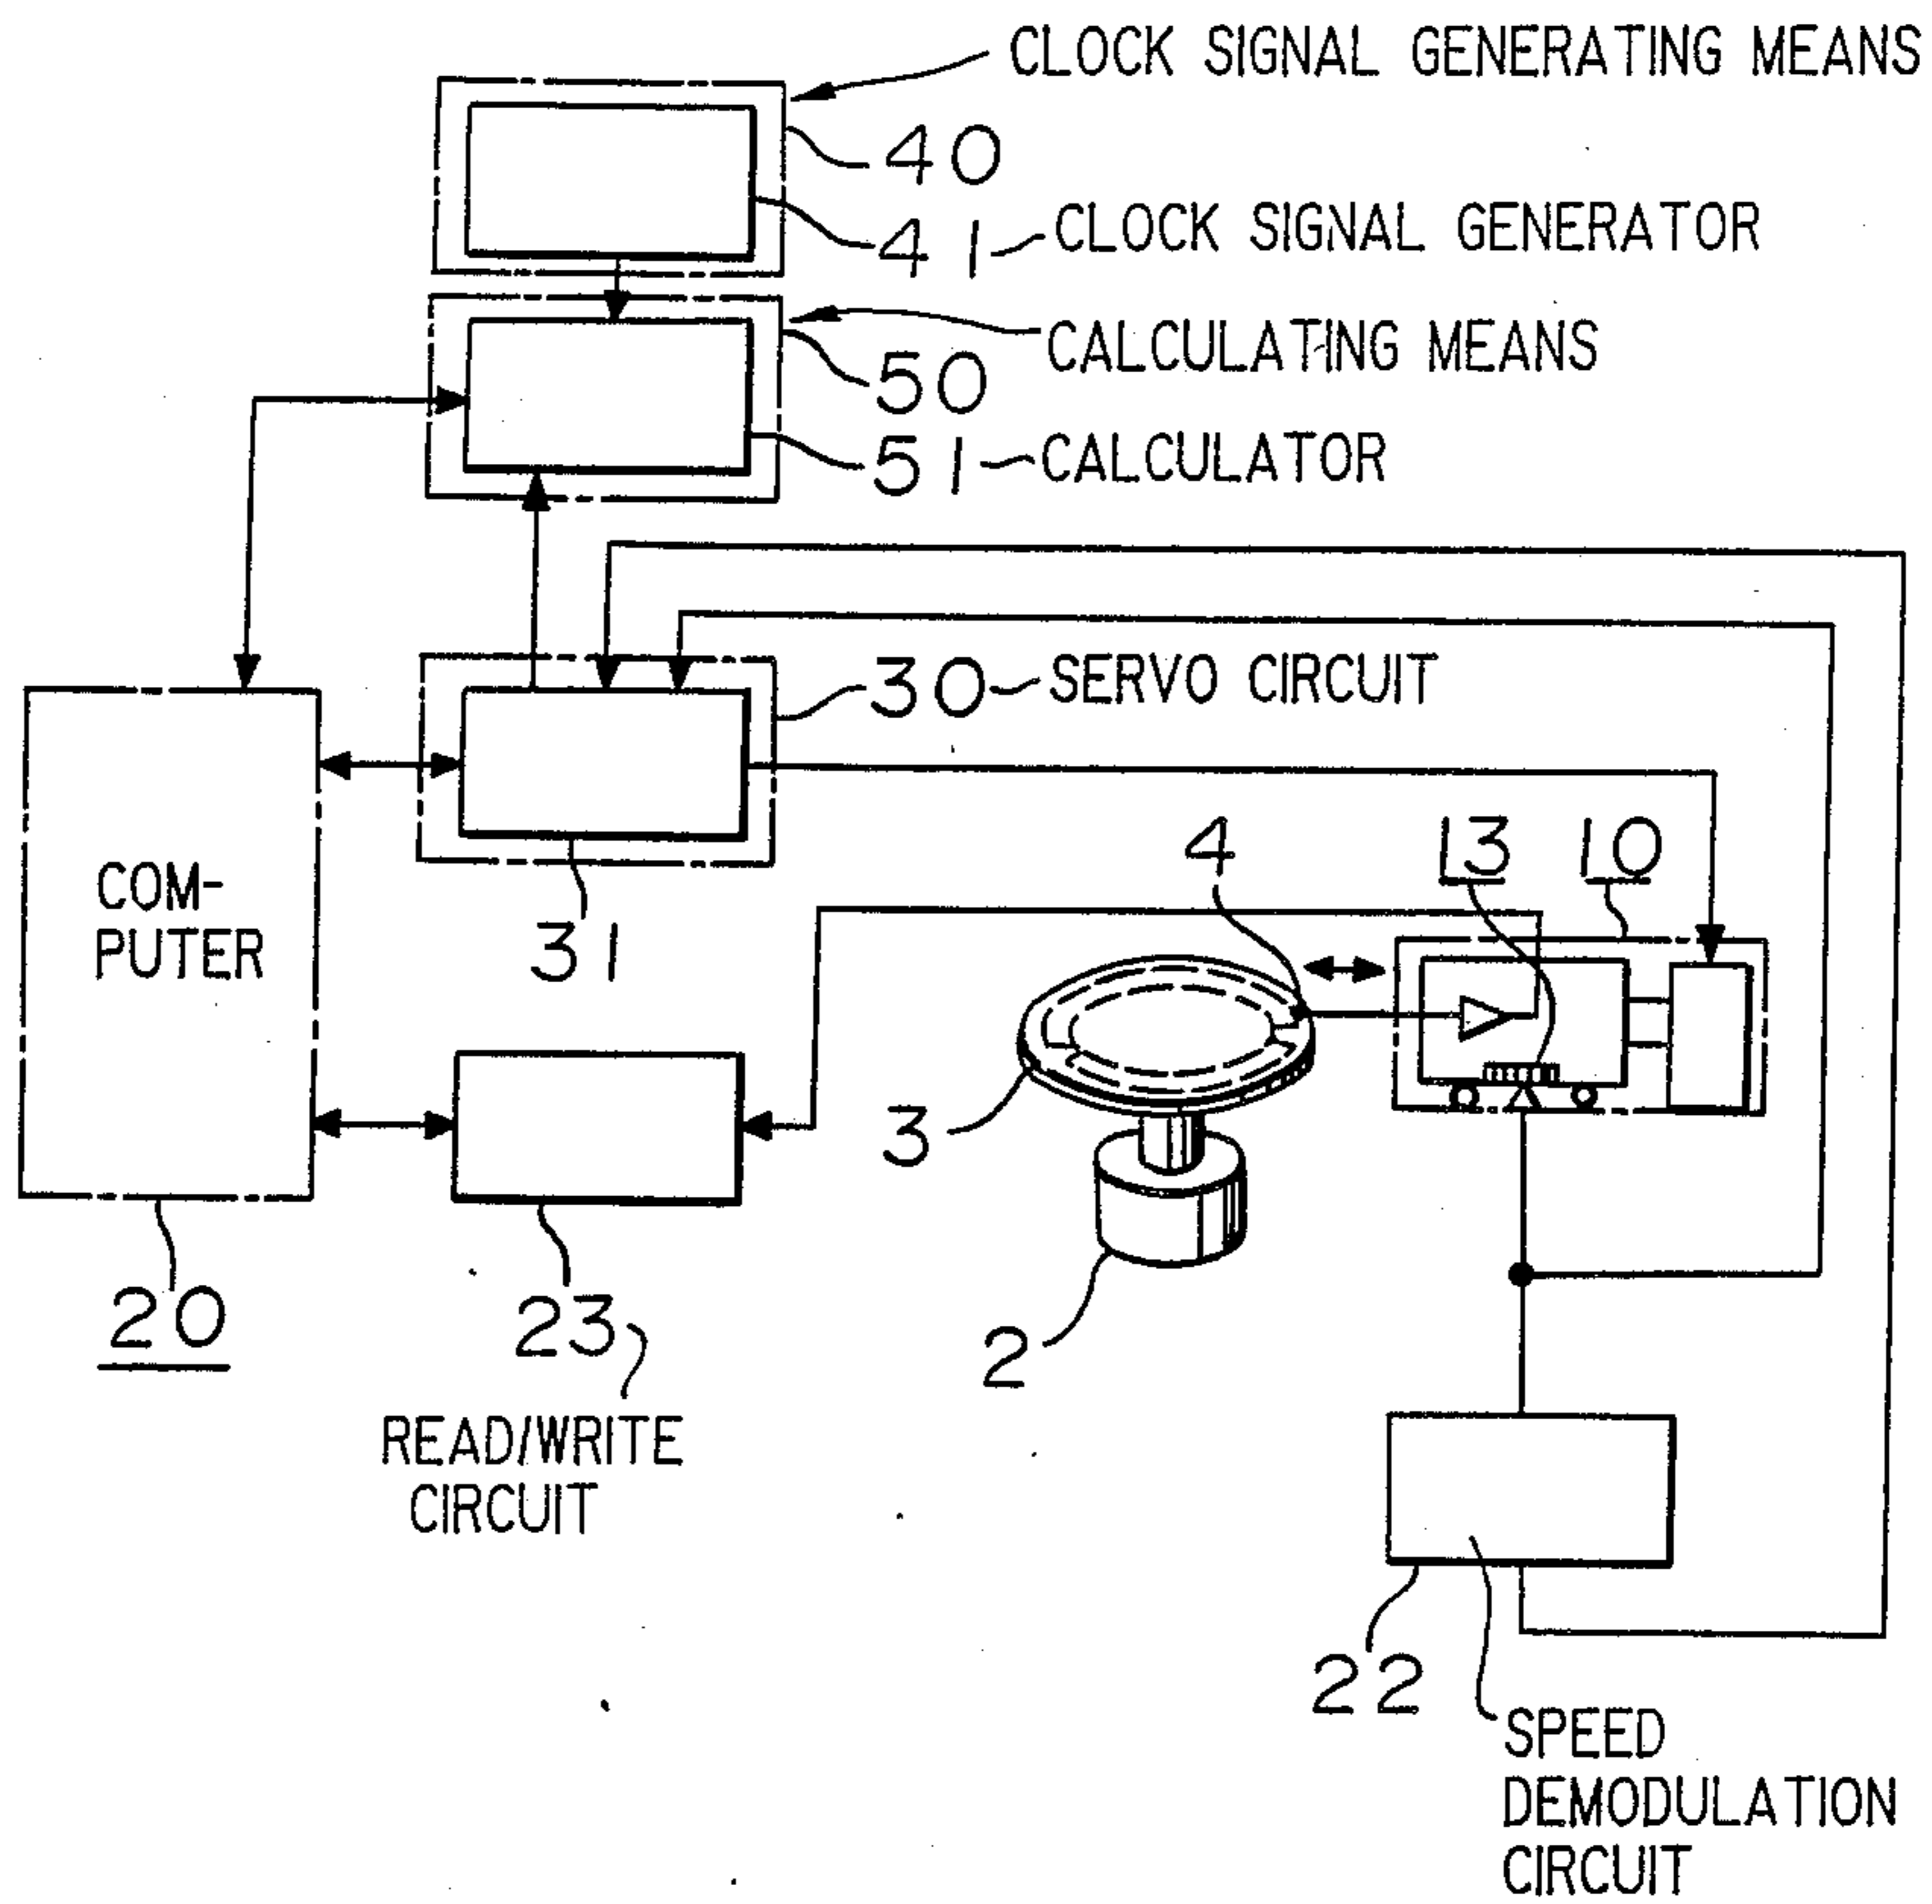 CLOCK SIGNAL GENERATING MEANS
40
41 CLOCK SIGNAL GENERATOR
CALCULATING MEANS
50
51 CALCULATOR
30 SERVO CIRCUIT
31
COM-
PUTER
4
13
10
3
2
20
23
READ/WRITE
CIRCUIT
22
SPEED
DEMODULATION
CIRCUIT